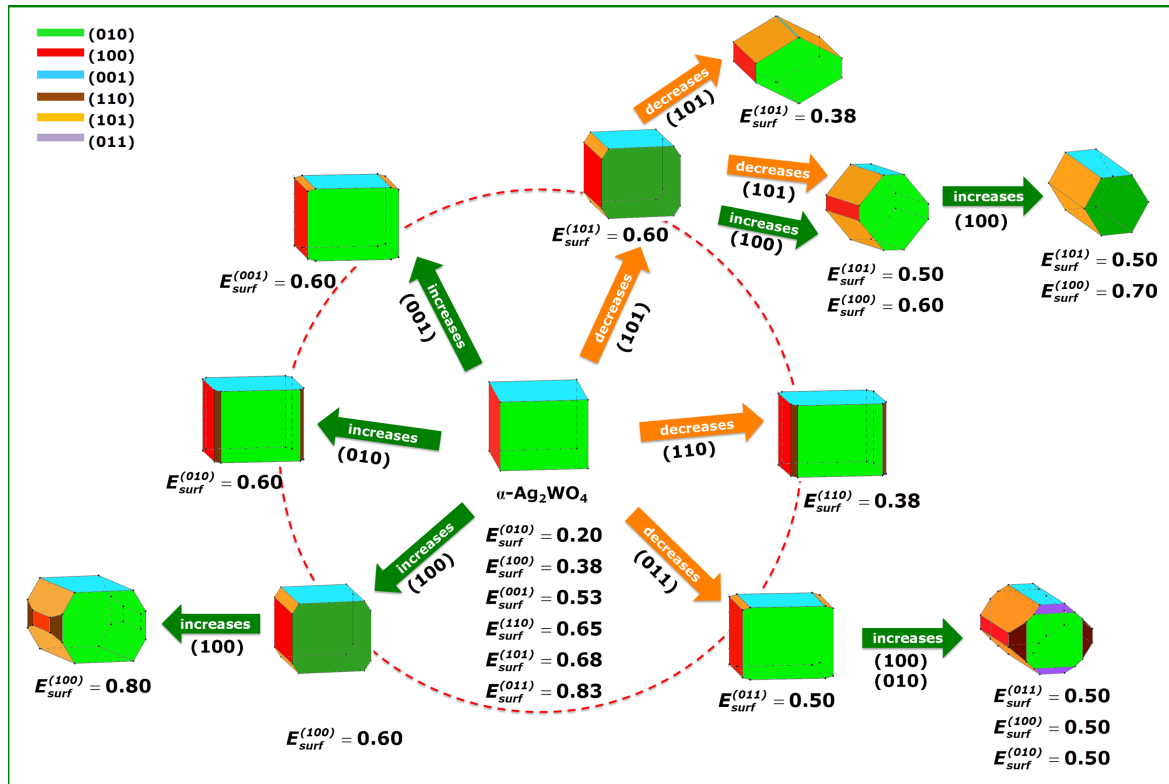 (010)
(100)
(001)
(110)
(101)
(011)
decreases
(101)
E_surf^(101) = 0.38
E_surf^(101) = 0.60
decreases
(101)
increases
(100)
E_surf^(101) = 0.50
E_surf^(100) = 0.60
increases
(100)
E_surf^(101) = 0.50
E_surf^(100) = 0.70
E_surf^(001) = 0.60
increases
(001)
decreases
(101)
E_surf^(010) = 0.60
increases
(010)
decreases
(110)
E_surf^(110) = 0.38
α-Ag₂WO₄
E_surf^(010) = 0.20
E_surf^(100) = 0.38
E_surf^(001) = 0.53
E_surf^(110) = 0.65
E_surf^(101) = 0.68
E_surf^(011) = 0.83
increases
(100)
E_surf^(100) = 0.60
increases
(100)
E_surf^(100) = 0.80
decreases
(011)
E_surf^(011) = 0.50
increases
(100)
(010)
E_surf^(011) = 0.50
E_surf^(100) = 0.50
E_surf^(010) = 0.50